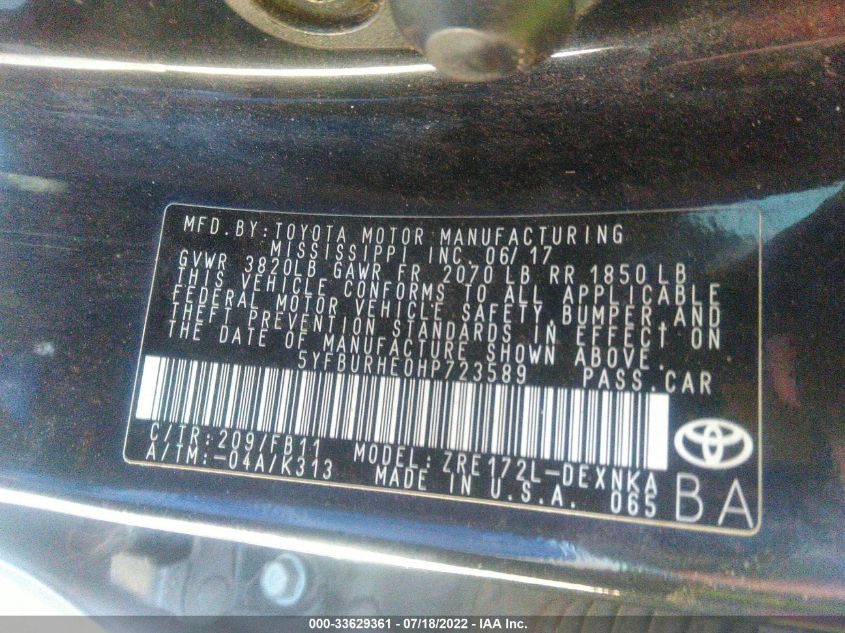 MFD.BY:TOYOTA MOTOR MANUFACTURING
MISSISSIPPI INC. 06/17
GVWR 3820LB GAWR FR 2070 LB RR 1850 LB
THIS VEHICLE CONFORMS TO ALL APPLICABLE
FEDERAL MOTOR VEHICLE SAFETY, BUMPER AND
THEFT PREVENTION STANDARDS IN EFFECT ON
THE DATE OF MANUFACTURE SHOWN ABOVE.
5YFBURHE0HP723589 PASS.CAR
C/TR:209/FB11 MODEL:ZRE172L-DEXNKA
A/TM:-04A/K313 MADE IN U.S.A. 065
BA
000-33629361 - 07/18/2022 - IAA Inc.